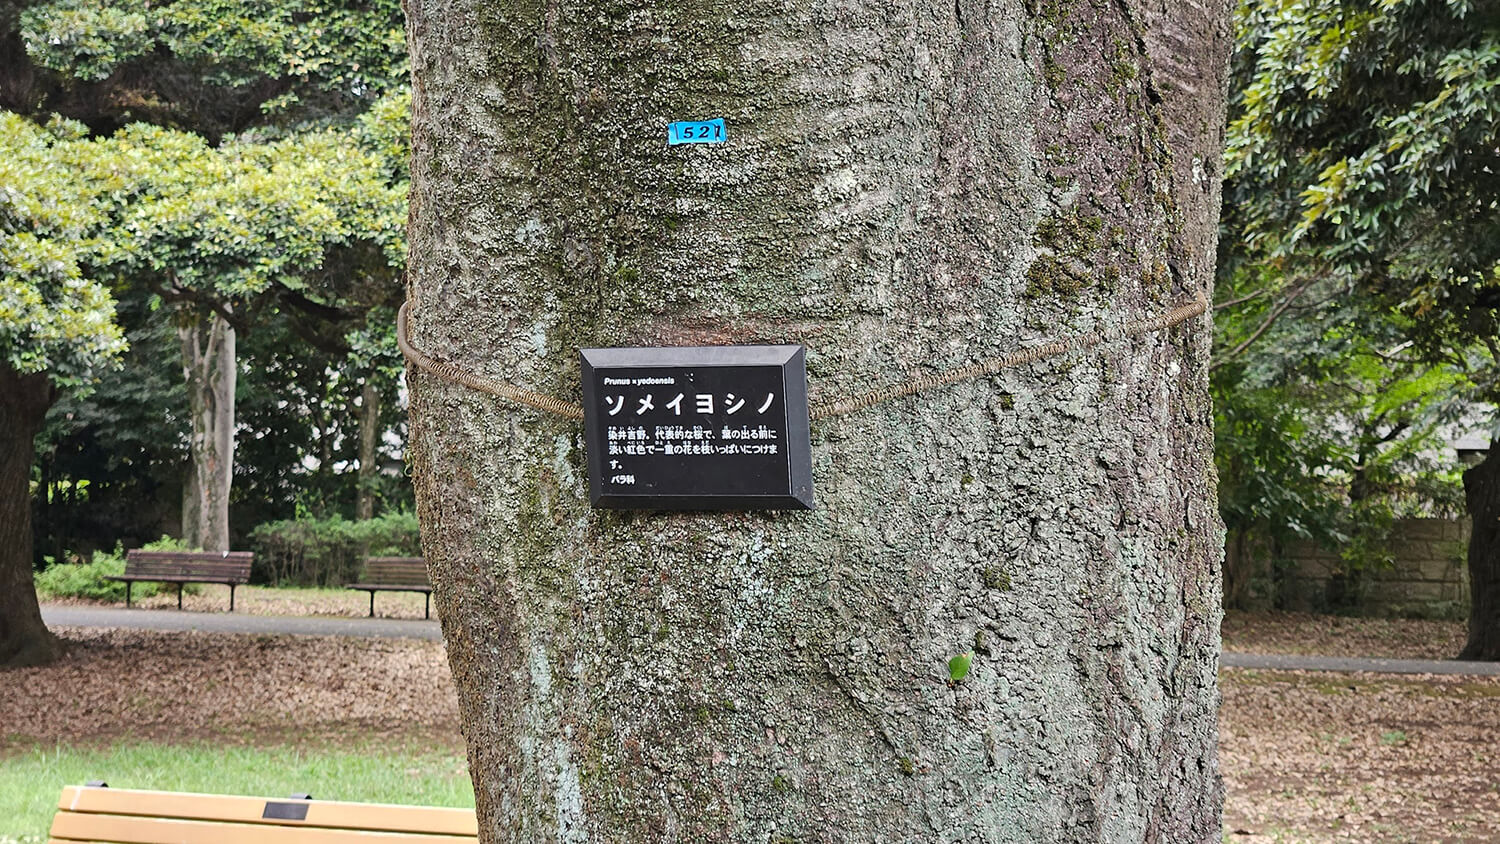 1521
Prunus × yedoensis
ソメイヨシノ
染井吉野。代表的な桜で、葉の出る前に
淡い紅色で一重の花を枝いっぱいにつけま
す。
バラ科